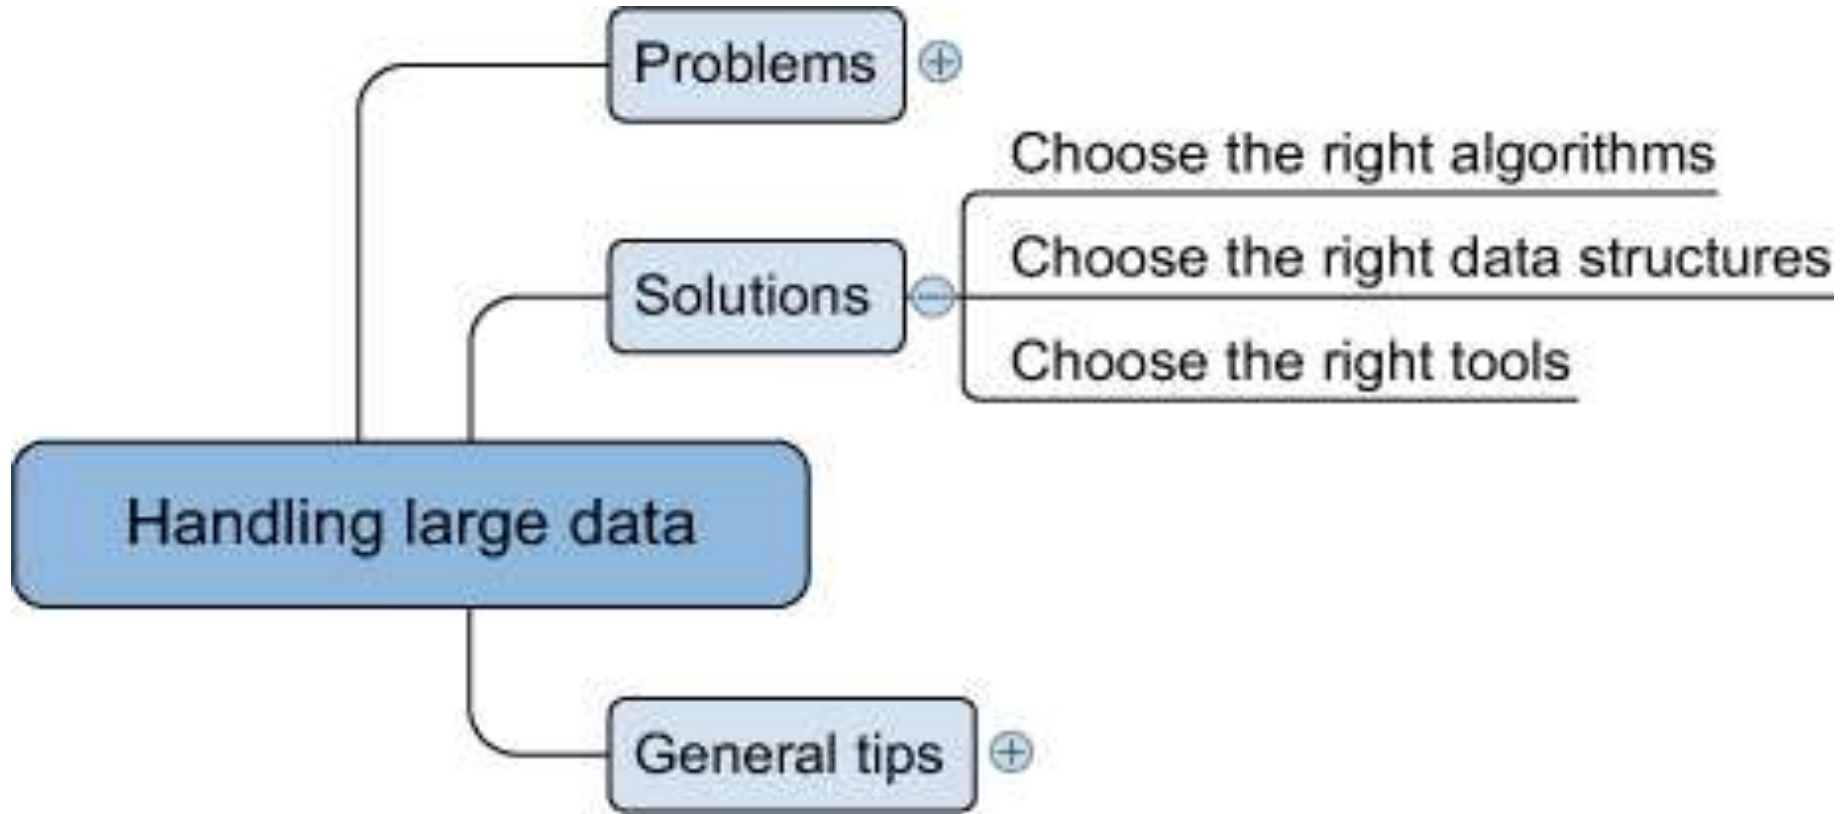 Problems
Choose the right algorithms
Choose the right data structures
Solutions
Choose the right tools
Handling large data
General tips